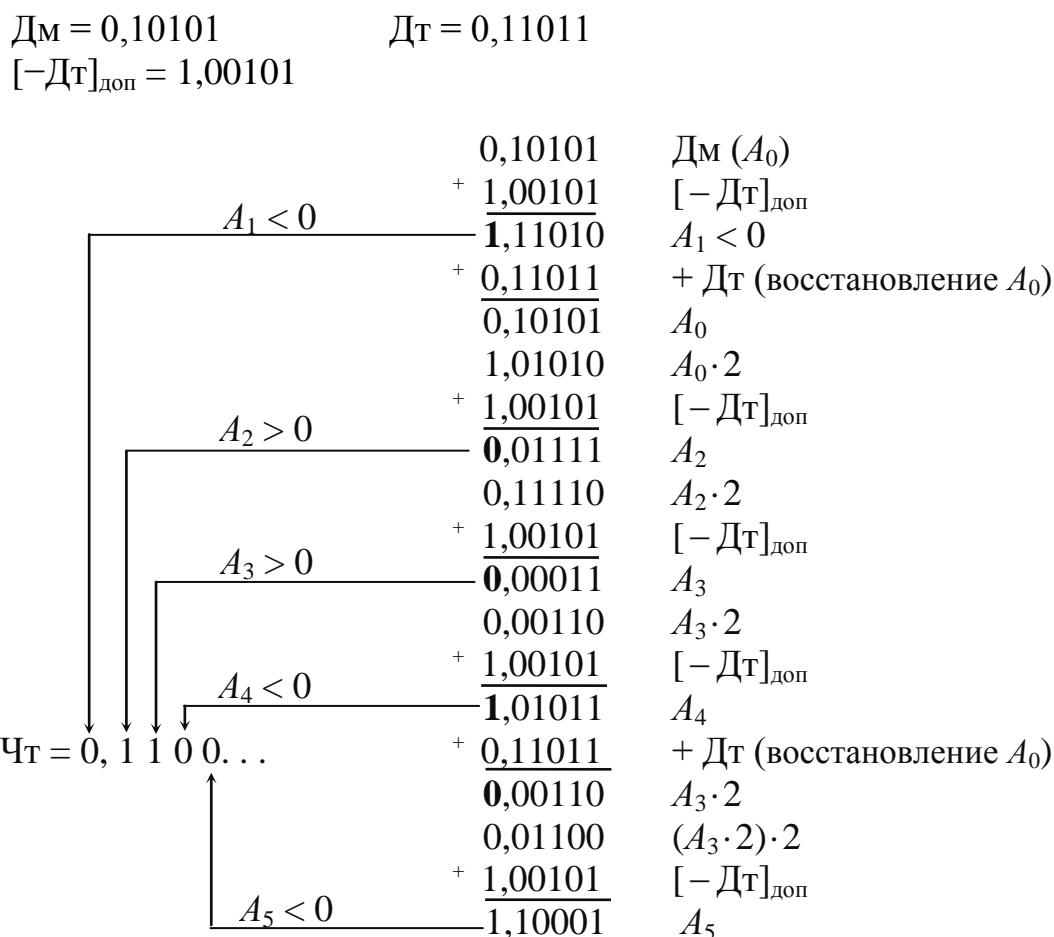 Дм = 0,10101 Дт = 0,11011
[−Дт]доп = 1,00101
0,10101 Дм (A0)
+ 1,00101 [− Дт]доп
A1 < 0 1,11010 A1 < 0
+ 0,11011 + Дт (восстановление A0)
0,10101 A0
1,01010 A0·2
+ 1,00101 [− Дт]доп
A2 > 0 0,01111 A2
0,11110 A2·2
+ 1,00101 [− Дт]доп
A3 > 0 0,00011 A3
0,00110 A3·2
+ 1,00101 [− Дт]доп
A4 < 0 1,01011 A4
Чт = 0, 1 1 0 0. . . + 0,11011 + Дт (восстановление A0)
0,00110 A3·2
0,01100 (A3·2)·2
+ 1,00101 [− Дт]доп
A5 < 0 1,10001 A5